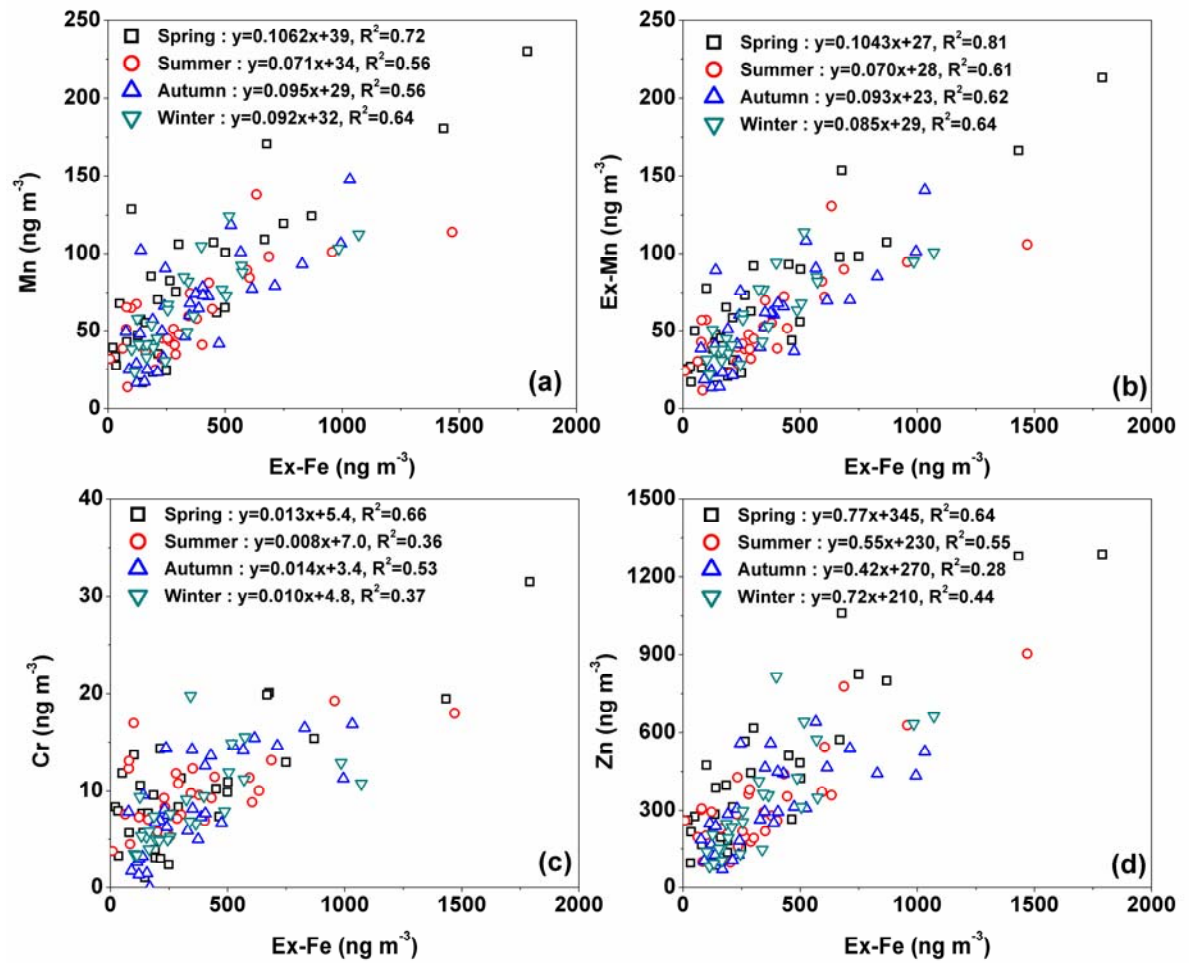 Mn (ng m⁻³)
250
200
150
100
50
0
Spring : y=0.1062x+39, R²=0.72
Summer : y=0.071x+34, R²=0.56
Autumn : y=0.095x+29, R²=0.56
Winter : y=0.092x+32, R²=0.64
(a)
0 500 1000 1500 2000
Ex-Fe (ng m⁻³)
Ex-Mn (ng m⁻³)
250
200
150
100
50
0
Spring : y=0.1043x+27, R²=0.81
Summer : y=0.070x+28, R²=0.61
Autumn : y=0.093x+23, R²=0.62
Winter : y=0.085x+29, R²=0.64
(b)
0 500 1000 1500 2000
Ex-Fe (ng m⁻³)
Cr (ng m⁻³)
40
30
20
10
0
Spring : y=0.013x+5.4, R²=0.66
Summer : y=0.008x+7.0, R²=0.36
Autumn : y=0.014x+3.4, R²=0.53
Winter : y=0.010x+4.8, R²=0.37
(c)
0 500 1000 1500 2000
Ex-Fe (ng m⁻³)
Zn (ng m⁻³)
1500
1200
900
600
300
0
Spring : y=0.77x+345, R²=0.64
Summer : y=0.55x+230, R²=0.55
Autumn : y=0.42x+270, R²=0.28
Winter : y=0.72x+210, R²=0.44
(d)
0 500 1000 1500 2000
Ex-Fe (ng m⁻³)